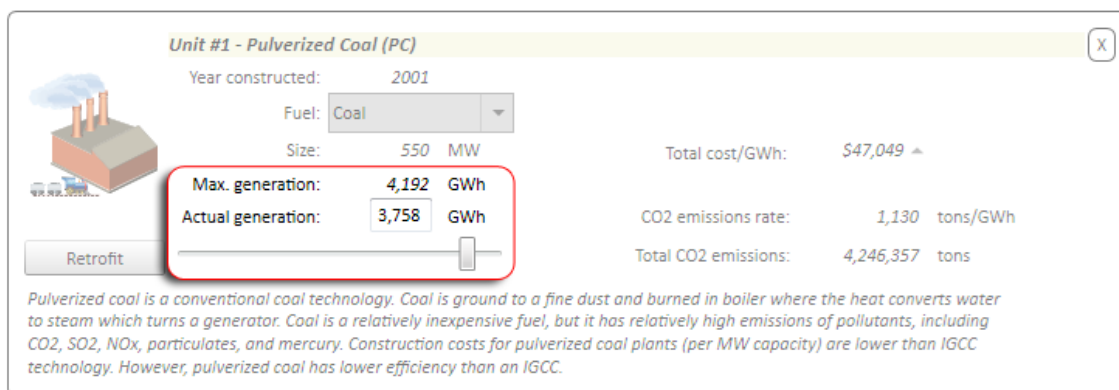 Unit #1 - Pulverized Coal (PC)
X
Year constructed: 2001
Fuel: Coal
Size: 550 MW
Total cost/GWh: $47,049
Max. generation: 4,192 GWh
Actual generation: 3,758 GWh
CO2 emissions rate: 1,130 tons/GWh
Retrofit
Total CO2 emissions: 4,246,357 tons
Pulverized coal is a conventional coal technology. Coal is ground to a fine dust and burned in boiler where the heat converts water
to steam which turns a generator. Coal is a relatively inexpensive fuel, but it has relatively high emissions of pollutants, including
CO2, SO2, NOx, particulates, and mercury. Construction costs for pulverized coal plants (per MW capacity) are lower than IGCC
technology. However, pulverized coal has lower efficiency than an IGCC.